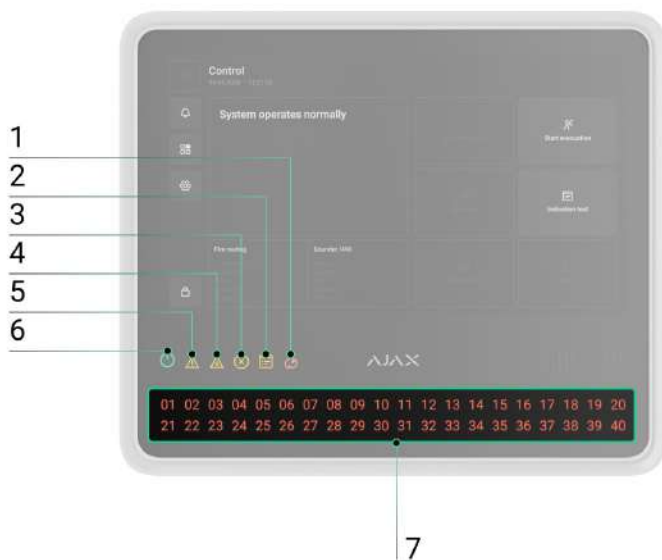 Control
System operates normally
Start evacuation
Indication test
Fire routing
1
2
3
4
5
6
AJAX
01 02 03 04 05 06 07 08 09 10 11 12 13 14 15 16 17 18 19 20
21 22 23 24 25 26 27 28 29 30 31 32 33 34 35 36 37 38 39 40
7